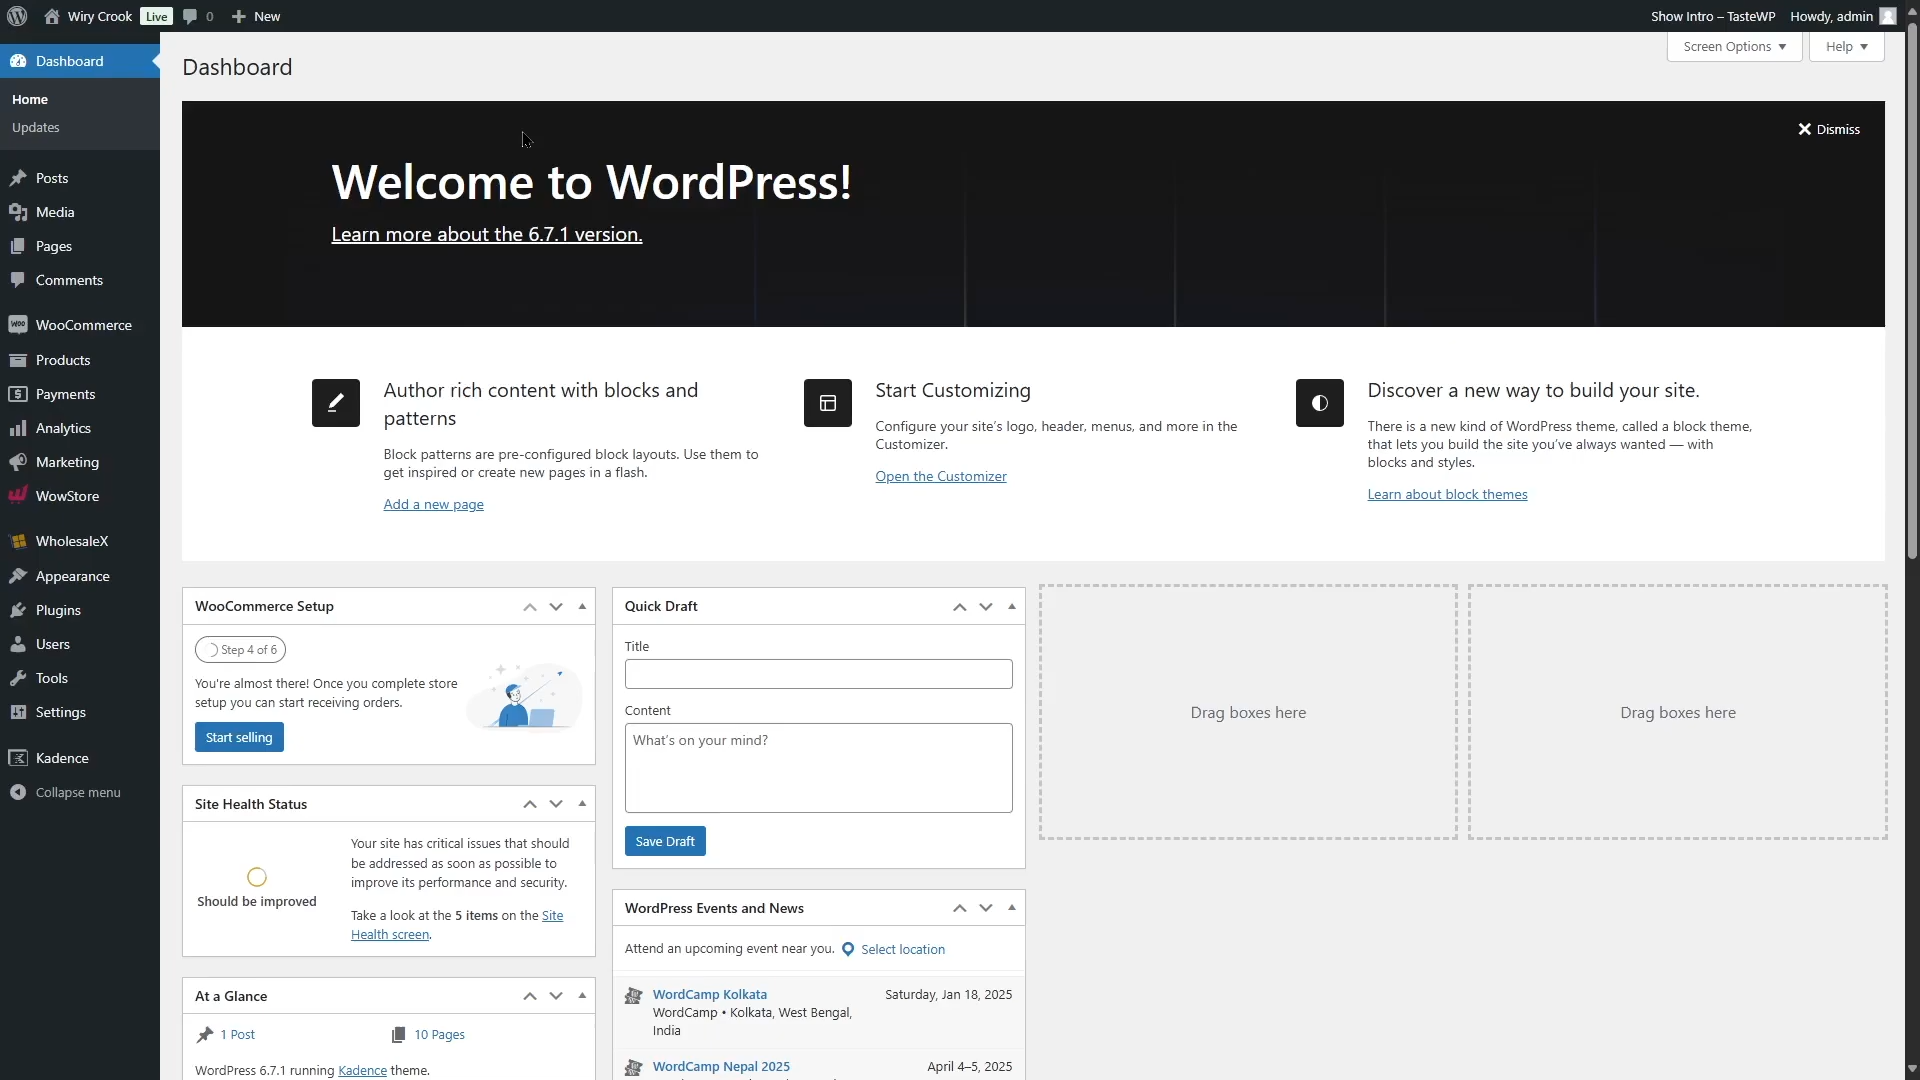 Wiry Crook
Live
0
New
Show Intro – TasteWP
Howdy, admin
Dashboard
Home
Updates
Posts
Media
Pages
Comments
WooCommerce
Products
Payments
Analytics
Marketing
WowStore
WholesaleX
Appearance
Plugins
Users
Tools
Settings
Kadence
Collapse menu
Screen Options
Help
Dashboard
Dismiss
Welcome to WordPress!
Learn more about the 6.7.1 version.
Author rich content with blocks and
patterns
Block patterns are pre-configured block layouts. Use them to
get inspired or create new pages in a flash.
Add a new page
Start Customizing
Configure your site’s logo, header, menus, and more in the
Customizer.
Open the Customizer
Discover a new way to build your site.
There is a new kind of WordPress theme, called a block theme,
that lets you build the site you’ve always wanted — with
blocks and styles.
Learn about block themes
WooCommerce Setup
Step 4 of 6
You're almost there! Once you complete store
setup you can start receiving orders.
Start selling
Site Health Status
Should be improved
Your site has critical issues that should
be addressed as soon as possible to
improve its performance and security.
Take a look at the 5 items on the Site
Health screen.
At a Glance
1 Post
10 Pages
WordPress 6.7.1 running Kadence theme.
Quick Draft
Title
Content
What’s on your mind?
Save Draft
WordPress Events and News
Attend an upcoming event near you.
Select location
WordCamp Kolkata
Saturday, Jan 18, 2025
WordCamp • Kolkata, West Bengal,
India
WordCamp Nepal 2025
April 4–5, 2025
Drag boxes here
Drag boxes here